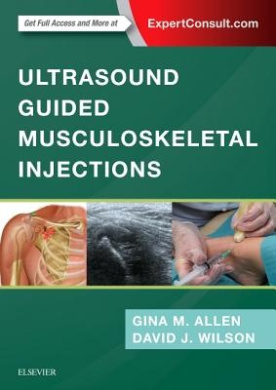 Get Full Access and More at
ExpertConsult.com
ULTRASOUND
GUIDED
MUSCULOSKELETAL
INJECTIONS
GINA M. ALLEN
DAVID J. WILSON
ELSEVIER